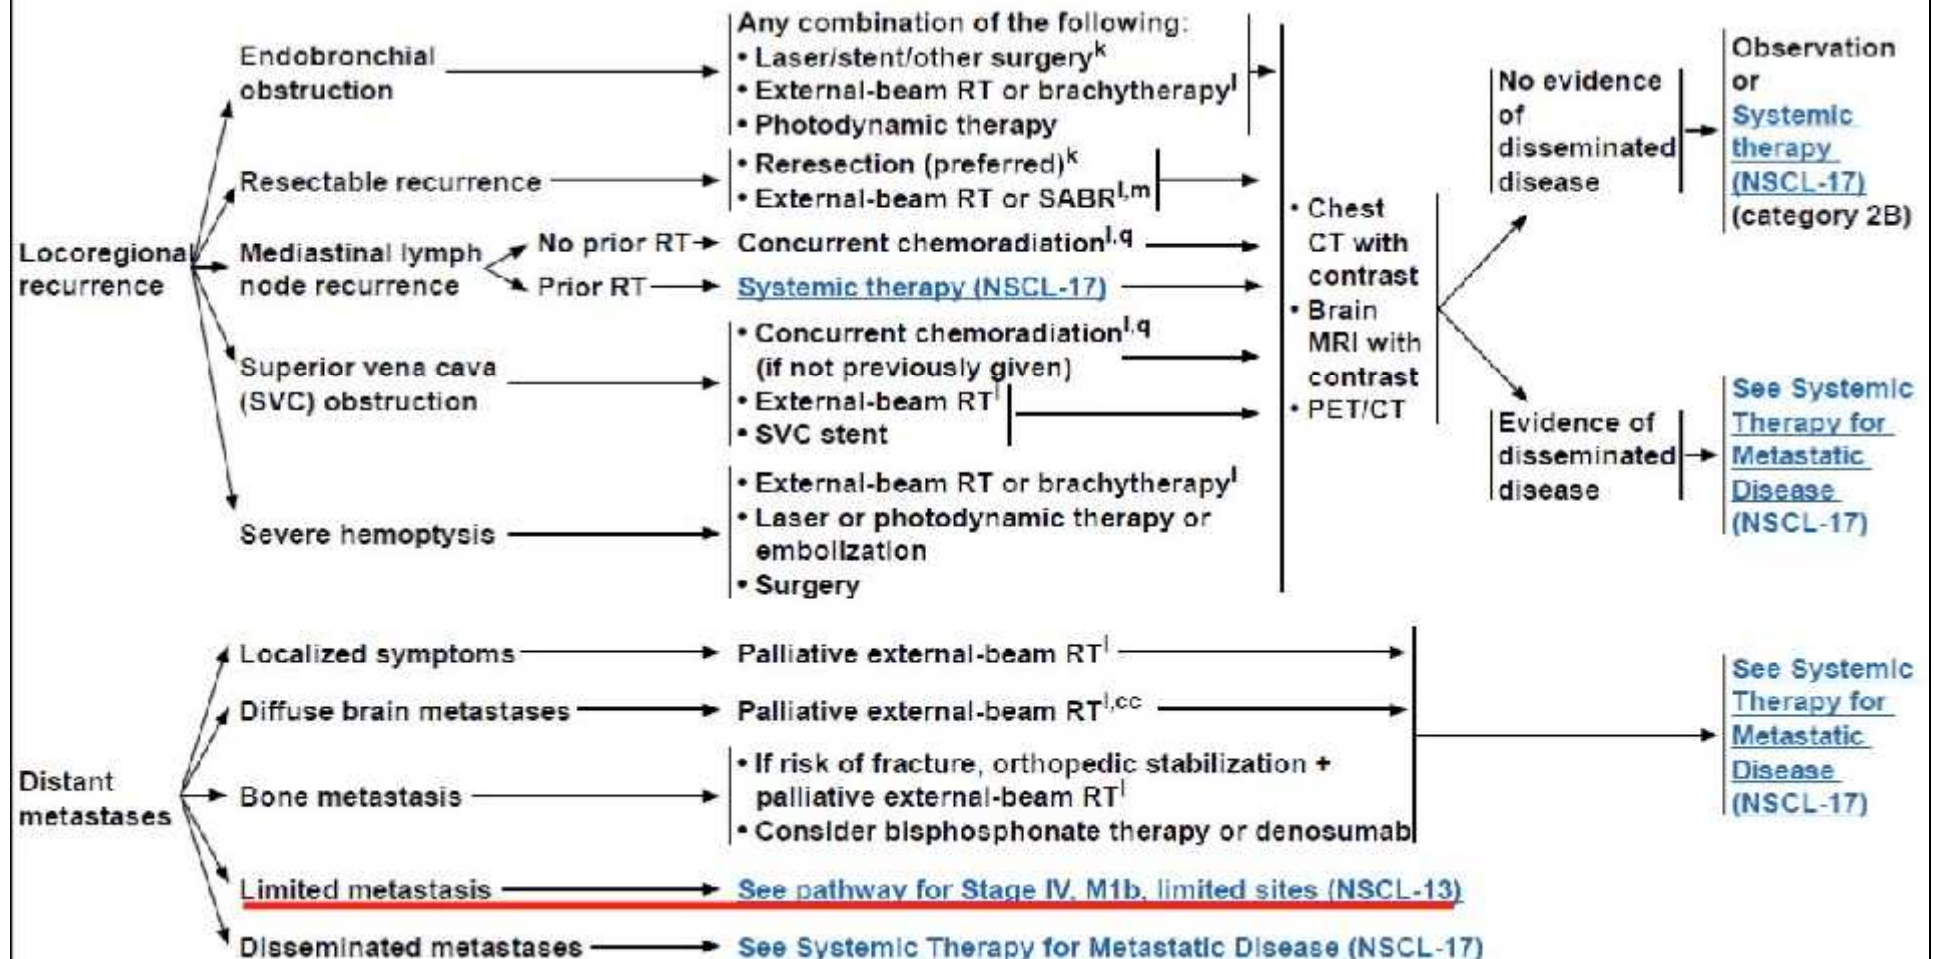 Locoregional
recurrence
Endobronchial
obstruction
Any combination of the following:
• Laser/stent/other surgeryᵏ
• External-beam RT or brachytherapyˡ
• Photodynamic therapy
Resectable recurrence
• Reresection (preferred)ᵏ
• External-beam RT or SABRˡ,ᵐ
Mediastinal lymph
node recurrence
No prior RT
Concurrent chemoradiationˡ,q
Prior RT
Systemic therapy (NSCL-17)
Superior vena cava
(SVC) obstruction
• Concurrent chemoradiationˡ,q
(if not previously given)
• External-beam RTˡ
• SVC stent
Severe hemoptysis
• External-beam RT or brachytherapyˡ
• Laser or photodynamic therapy or
embolization
• Surgery
• Chest
CT with
contrast
• Brain
MRI with
contrast
• PET/CT
No evidence
of
disseminated
disease
Observation
or
Systemic
therapy
(NSCL-17)
(category 2B)
Evidence of
disseminated
disease
See Systemic
Therapy for
Metastatic
Disease
(NSCL-17)
Distant
metastases
Localized symptoms
Palliative external-beam RTˡ
Diffuse brain metastases
Palliative external-beam RTˡ,ᶜᶜ
Bone metastasis
• If risk of fracture, orthopedic stabilization +
palliative external-beam RTˡ
• Consider bisphosphonate therapy or denosumab
See Systemic
Therapy for
Metastatic
Disease
(NSCL-17)
Limited metastasis
See pathway for Stage IV, M1b, limited sites (NSCL-13)
Disseminated metastases
See Systemic Therapy for Metastatic Disease (NSCL-17)